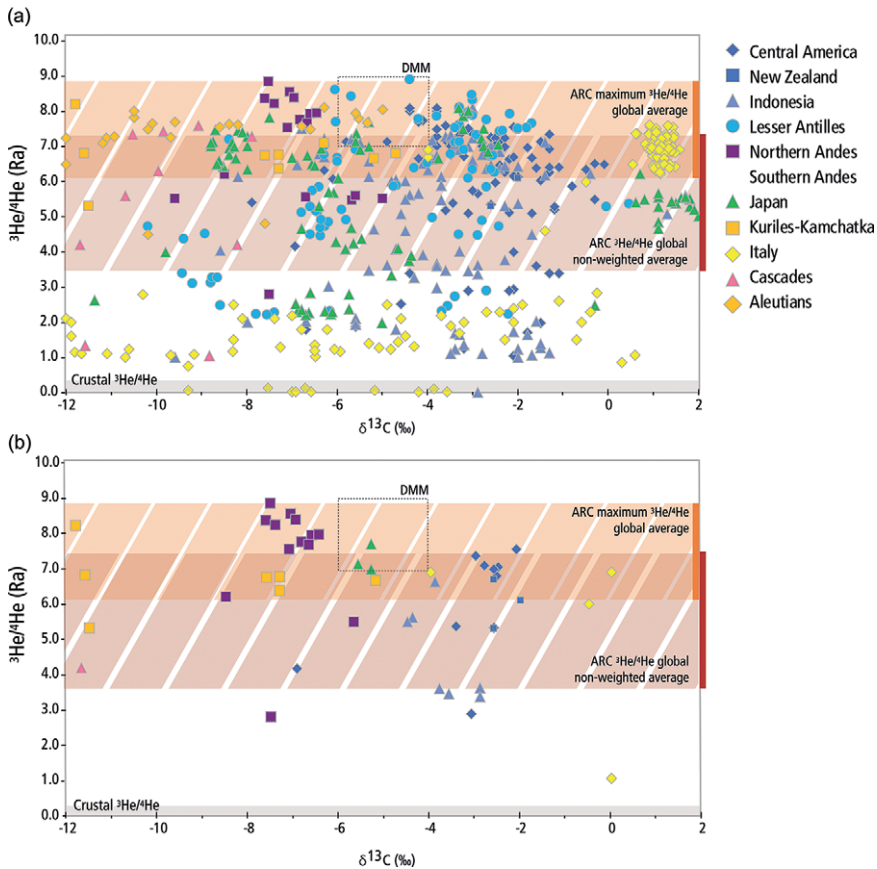 (a)
10.0
9.0
8.0
7.0
6.0
5.0
4.0
3.0
2.0
1.0
0.0
³He/⁴He (Ra)
DMM
ARC maximum ³He/⁴He
global average
ARC ³He/⁴He global
non-weighted average
Crustal ³He/⁴He
-12
-10
-8
-6
-4
-2
0
2
δ¹³C (‰)
Central America
New Zealand
Indonesia
Lesser Antilles
Northern Andes
Southern Andes
Japan
Kuriles-Kamchatka
Italy
Cascades
Aleutians
(b)
10.0
9.0
8.0
7.0
6.0
5.0
4.0
3.0
2.0
1.0
0.0
³He/⁴He (Ra)
DMM
ARC maximum ³He/⁴He
global average
ARC ³He/⁴He global
non-weighted average
Crustal ³He/⁴He
-12
-10
-8
-6
-4
-2
0
2
δ¹³C (‰)